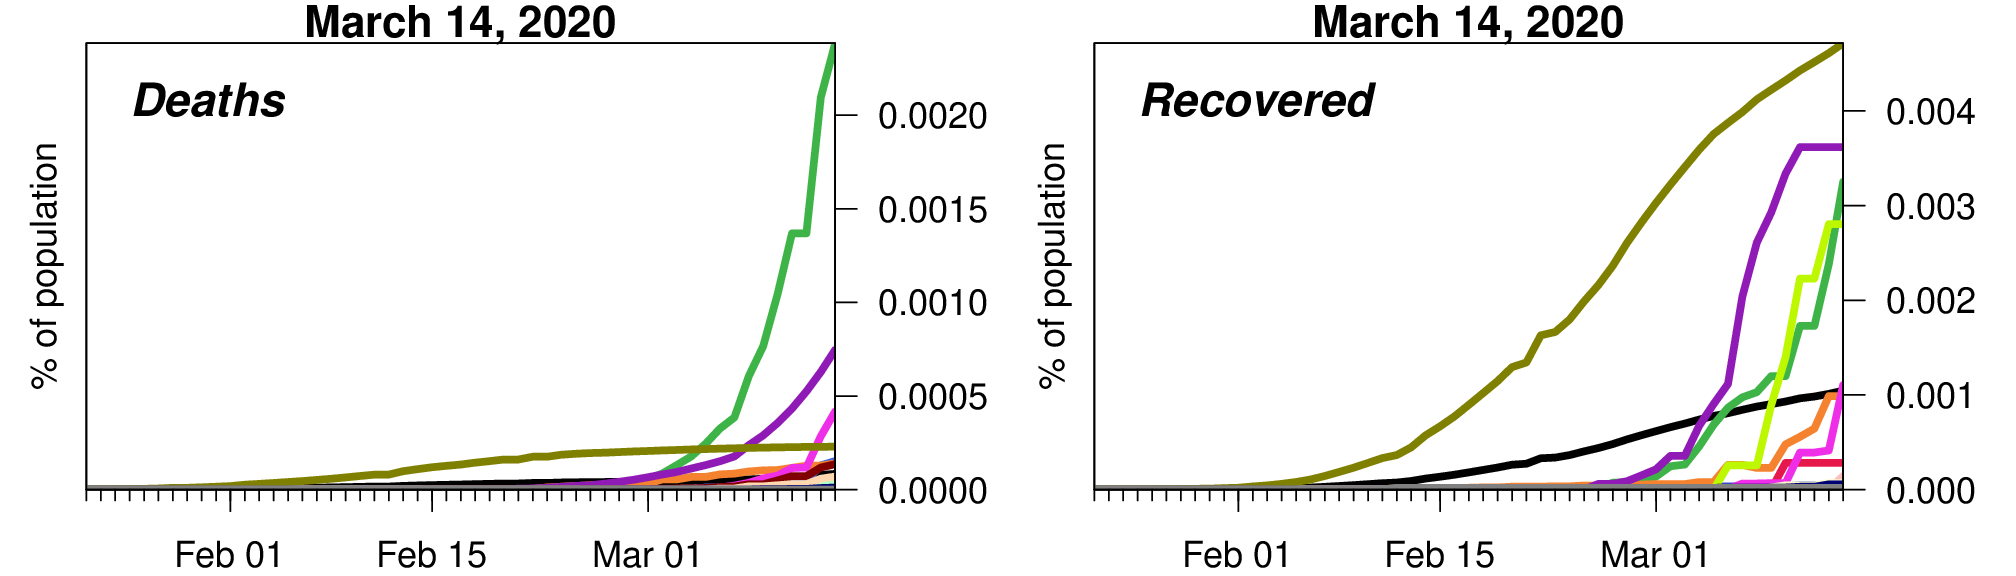 March 14, 2020
Deaths
% of population
0.0020
0.0015
0.0010
0.0005
0.0000
Feb 01 Feb 15 Mar 01
March 14, 2020
Recovered
% of population
0.004
0.003
0.002
0.001
0.000
Feb 01 Feb 15 Mar 01